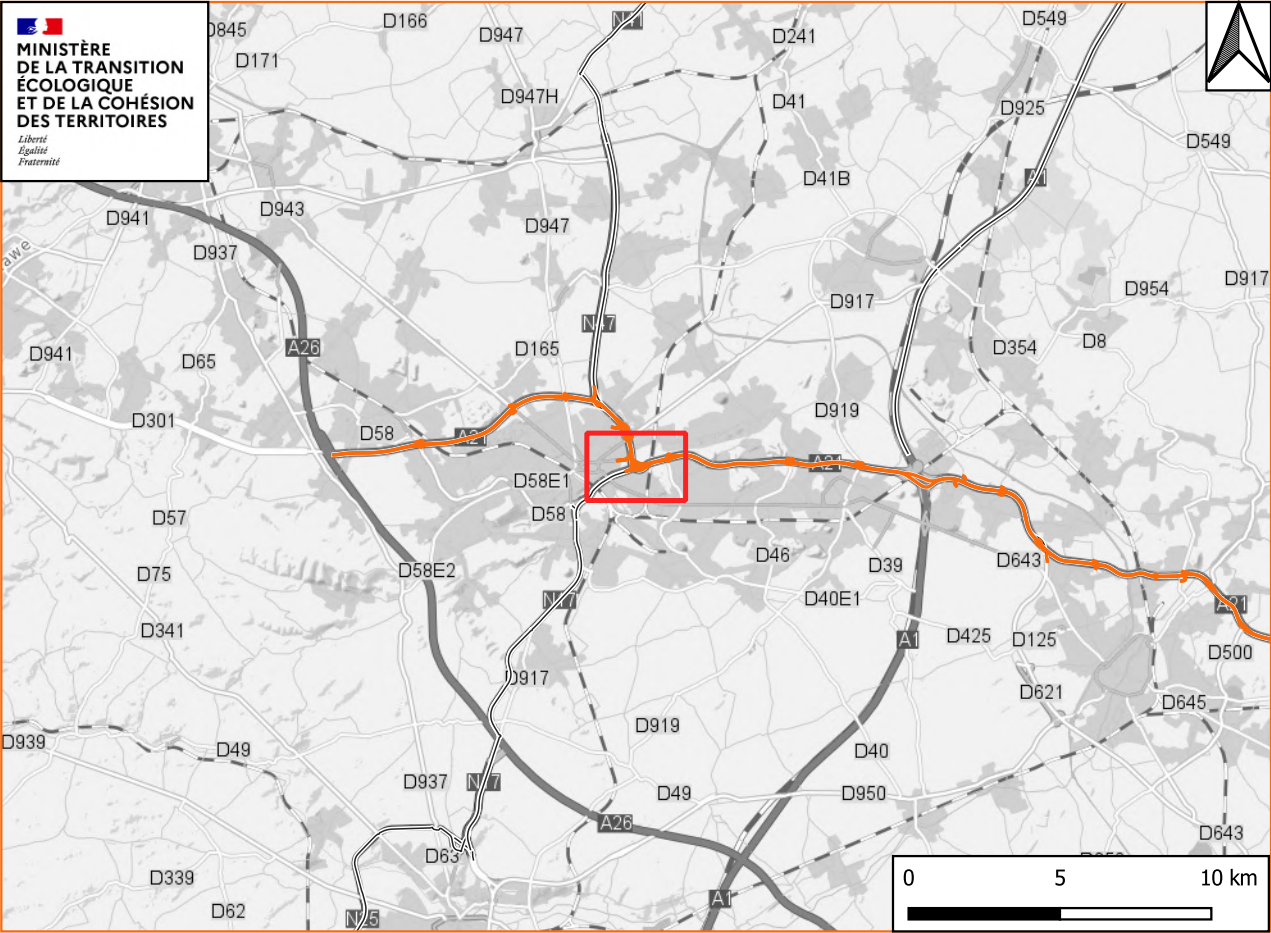 MINISTÈRE
DE LA TRANSITION
ÉCOLOGIQUE
ET DE LA COHÉSION
DES TERRITOIRES
Liberté
Égalité
Fraternité
D166
D947
D171
D947H
D241
D41
D549
D925
D549
A1
D41B
D941
D943
D937
D947
D917
D954
D917
N47
A26
D165
D354
D8
D941
D65
D301
D58
A21
D919
A21
D58E1
D58
D57
D75
D58E2
D46
D39
D643
D40E1
N17
A21
D341
A1
D425
D125
D500
D917
D621
D645
D939
D49
D919
D40
D937
N17
D49
D950
A26
D643
D63
D339
D62
N25
A1
0 5 10 km